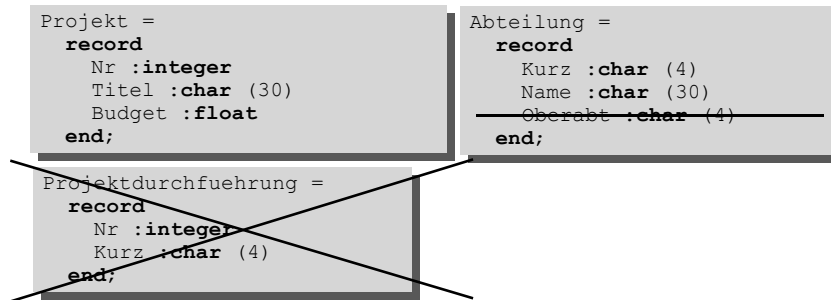 Projekt =
record
Nr :integer
Titel :char (30)
Budget :float
end;
Abteilung =
record
Kurz :char (4)
Name :char (30)
Oberabt :char (4)
end;
Projektdurchfuehrung =
record
Nr :integer
Kurz :char (4)
end;